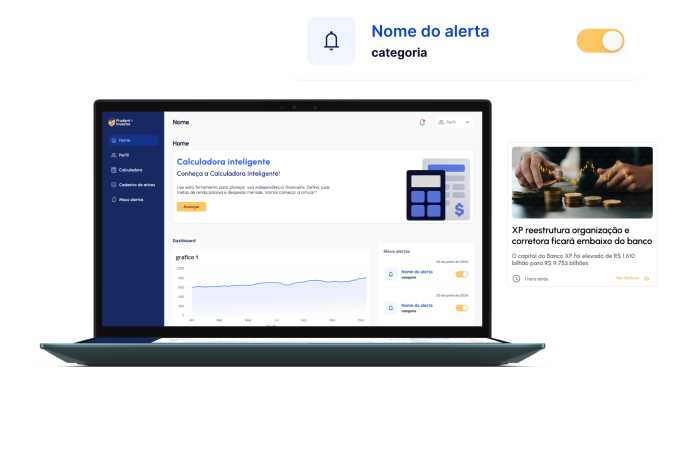 Nome do alerta
categoria
Prudent +
Investor
Home
Perfil
Calculadora
Cadastro de ativos
Meus alertas
Nome
Perfil
Home
Calculadora inteligente
Conheça a Calculadora Inteligente!
Use esta ferramenta para planejar sua independência financeira. Defina suas
metas de renda passiva e despesas mensais. Vamos começar a simular?
Avançar
Dashboard
grafico 1
1000
800
600
400
200
0
Jan
Mar
May
Jul
Sep
Nov
Dec
Meus alertas
20 de junho de 2024
Nome do alerta
categoria
20 de junho de 2024
Nome do alerta
categoria
XP reestrutura organização e
corretora ficará embaixo do banco
O capital do Banco XP foi elevado de R$ 1.610
bilhão para R$ 9.753 bilhões
1 hora atrás
Ver Notícia